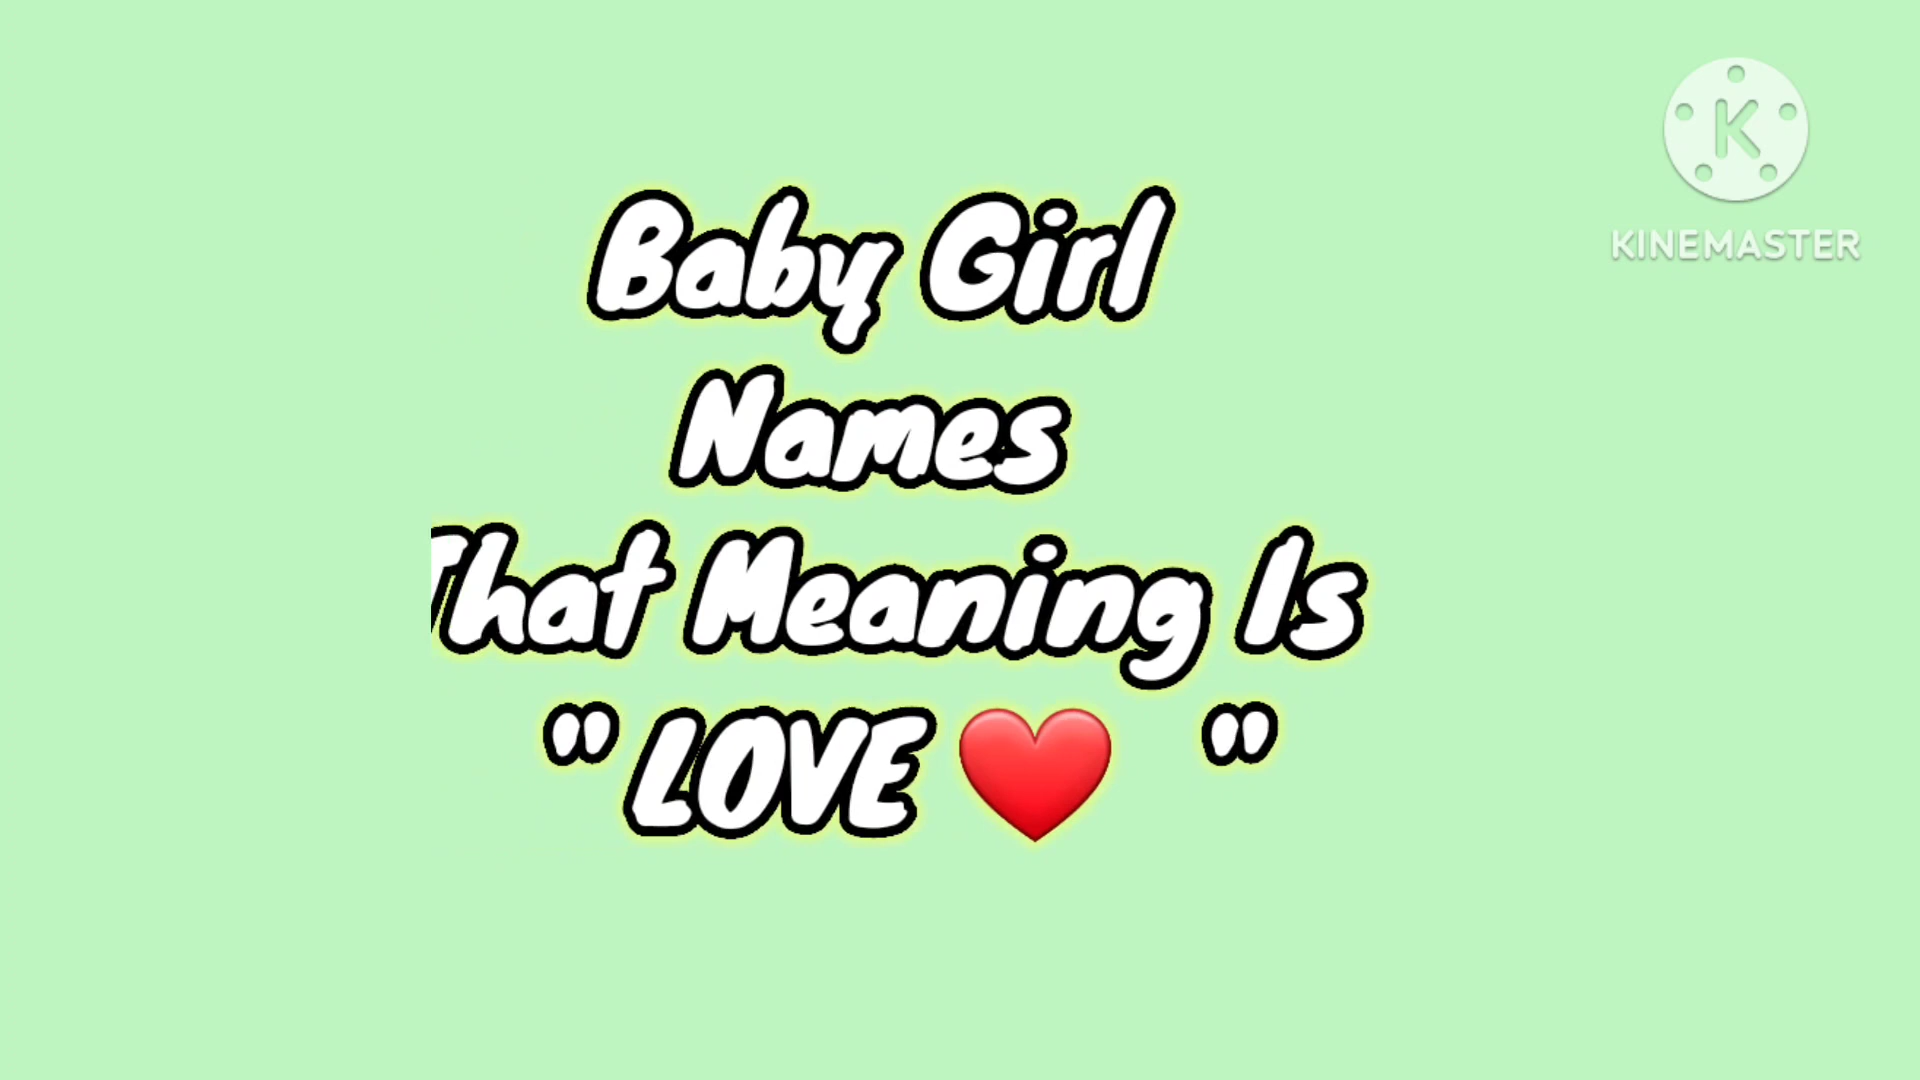 Baby Girl
Names
That Meaning Is
" LOVE ❤️ "
K
KINEMASTER